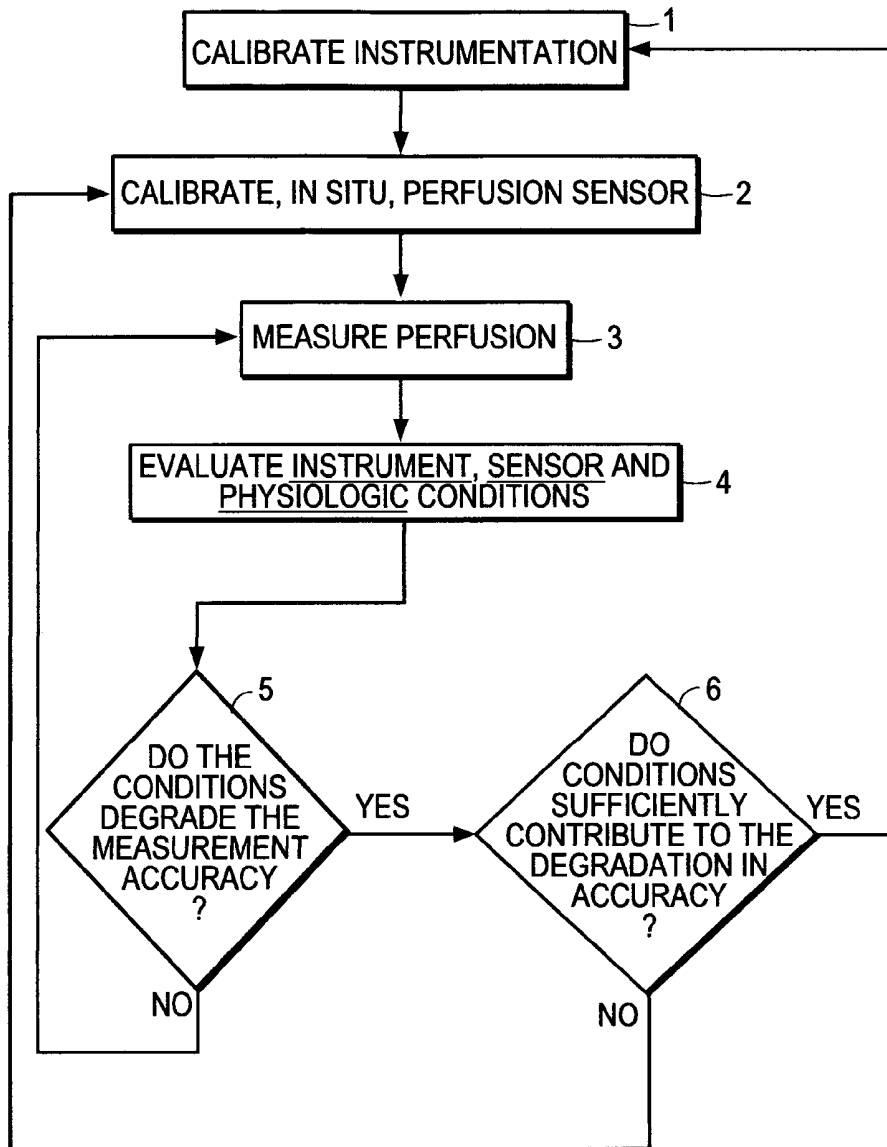 1
CALIBRATE INSTRUMENTATION
CALIBRATE, IN SITU, PERFUSION SENSOR
2
MEASURE PERFUSION
3
EVALUATE INSTRUMENT, SENSOR AND
PHYSIOLOGIC CONDITIONS
4
5
DO THE
CONDITIONS
DEGRADE THE
MEASUREMENT
ACCURACY
?
YES
NO
6
DO
CONDITIONS
SUFFICIENTLY
CONTRIBUTE TO THE
DEGRADATION IN
ACCURACY
?
YES
NO